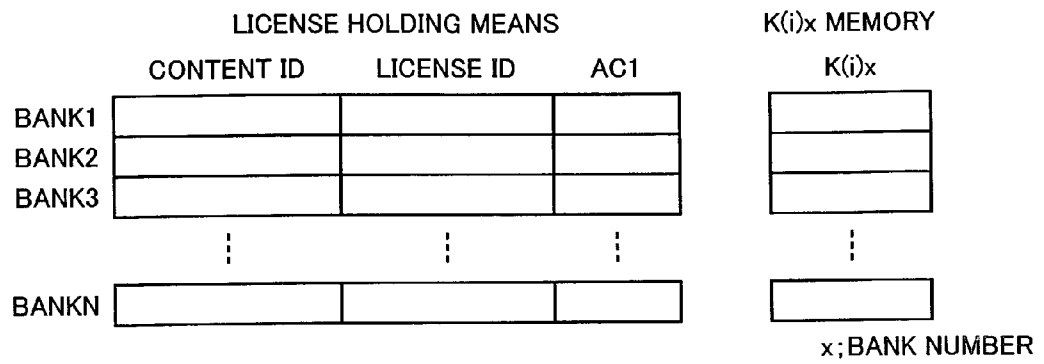 LICENSE HOLDING MEANS K(i)x MEMORY
CONTENT ID LICENSE ID AC1 K(i)x
BANK1
BANK2
BANK3
BANKN
x;BANK NUMBER